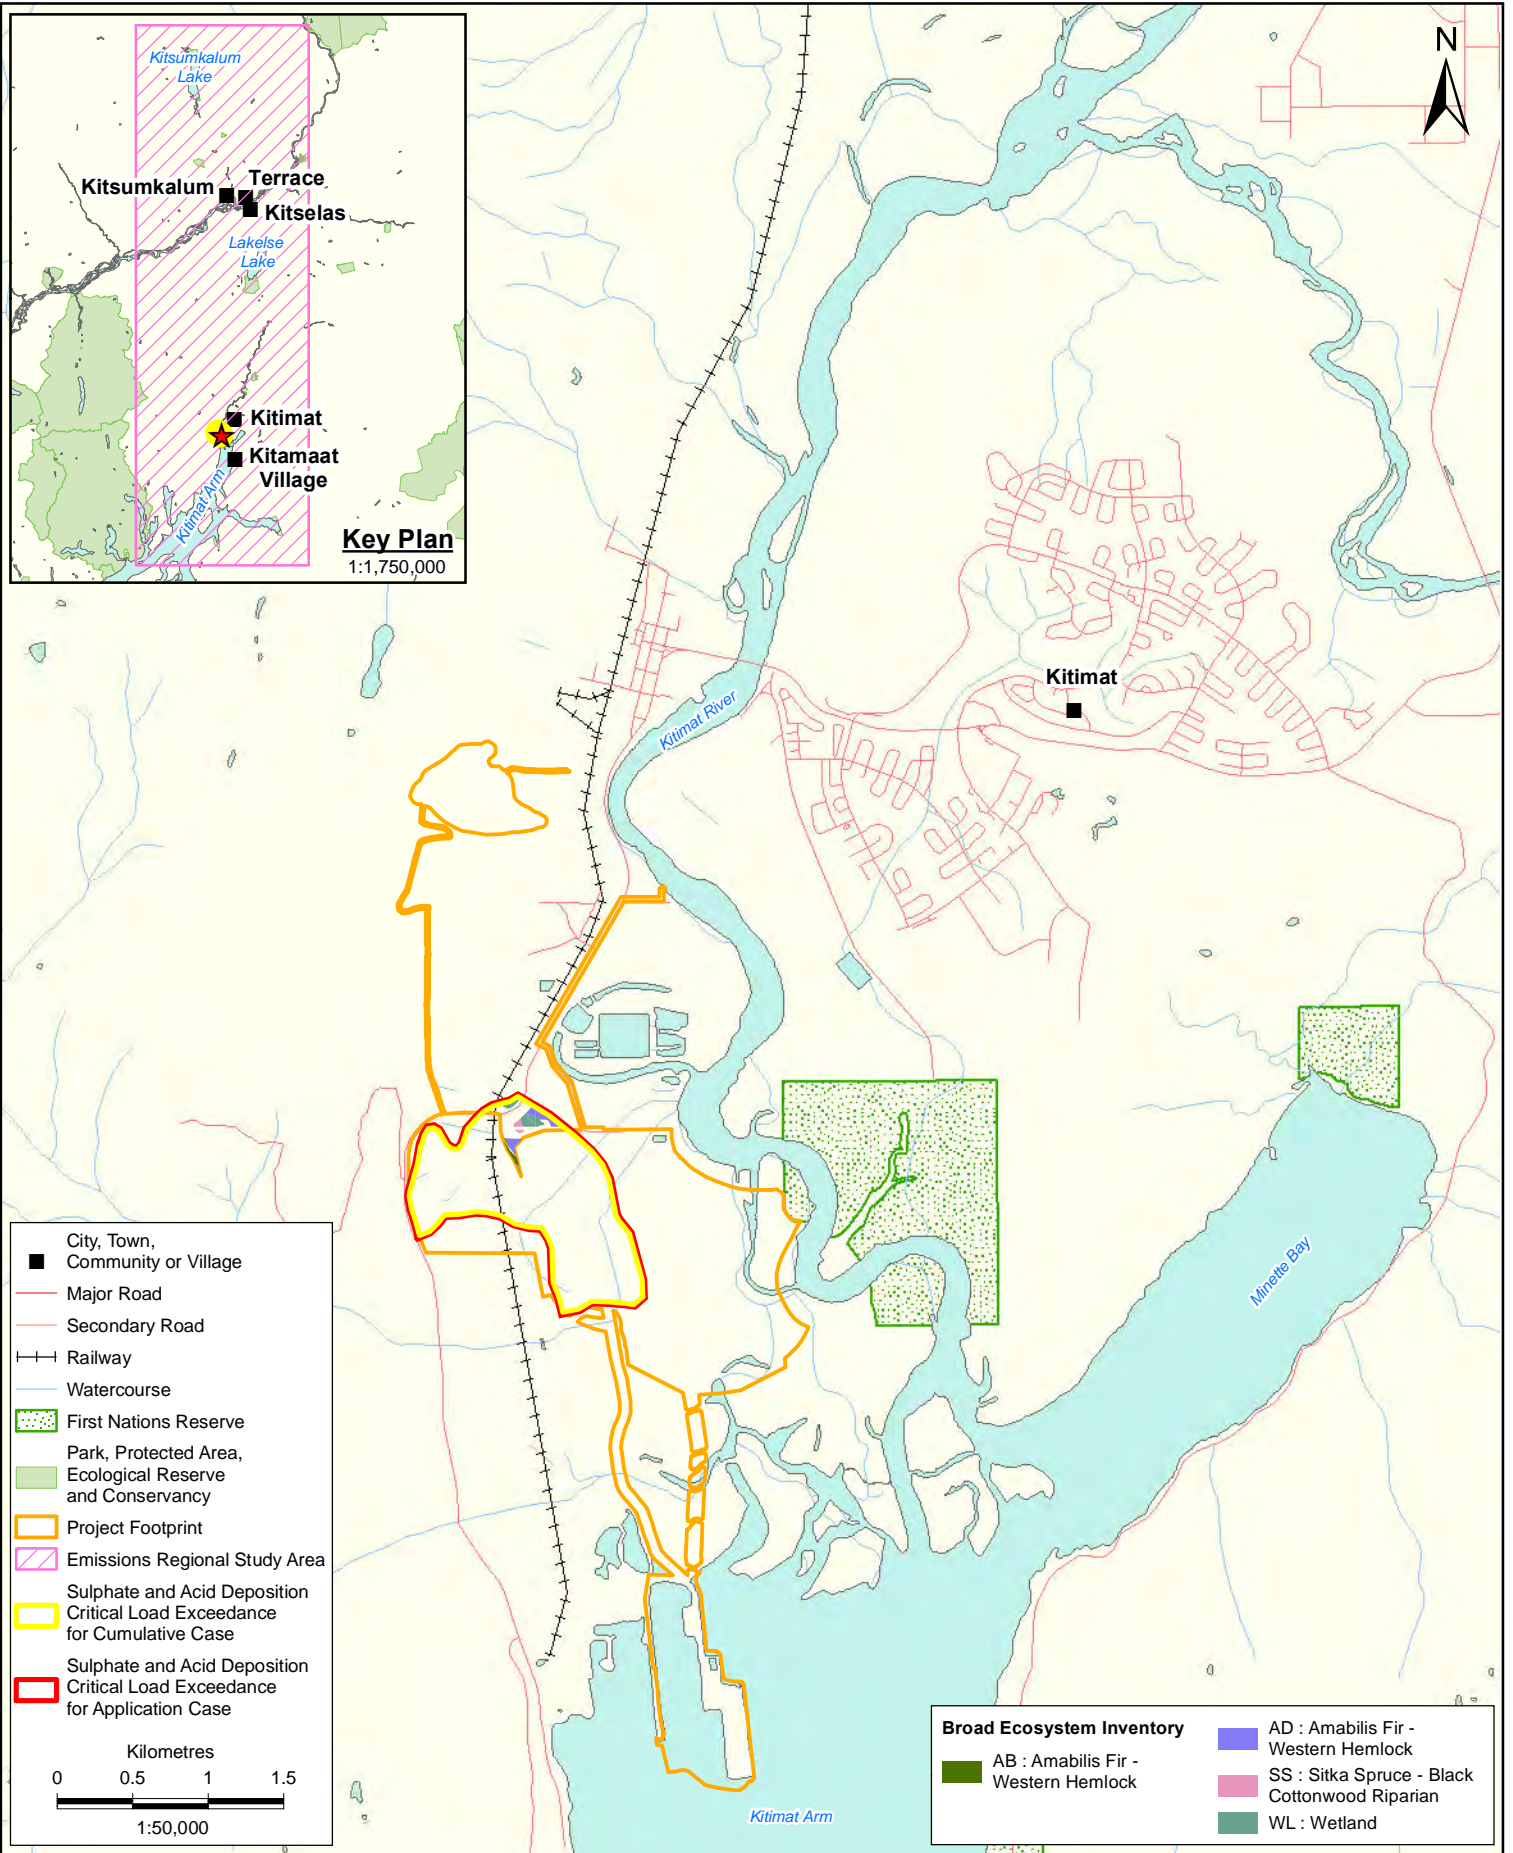 Kitsumkalum
Lake
Kitsumkalum
Terrace
Kitselas
Lakelse
Lake
Kitimat
Kitamaat
Village
Kitimat Arm
Key Plan
1:1,750,000
N
Kitimat
Kitimat River
Minette Bay
Kitimat Arm
City, Town,
Community or Village
Major Road
Secondary Road
Railway
Watercourse
First Nations Reserve
Park, Protected Area,
Ecological Reserve
and Conservancy
Project Footprint
Emissions Regional Study Area
Sulphate and Acid Deposition
Critical Load Exceedance
for Cumulative Case
Sulphate and Acid Deposition
Critical Load Exceedance
for Application Case
Kilometres
0 0.5 1 1.5
1:50,000
Broad Ecosystem Inventory
AB : Amabilis Fir -
Western Hemlock
AD : Amabilis Fir -
Western Hemlock
SS : Sitka Spruce - Black
Cottonwood Riparian
WL : Wetland